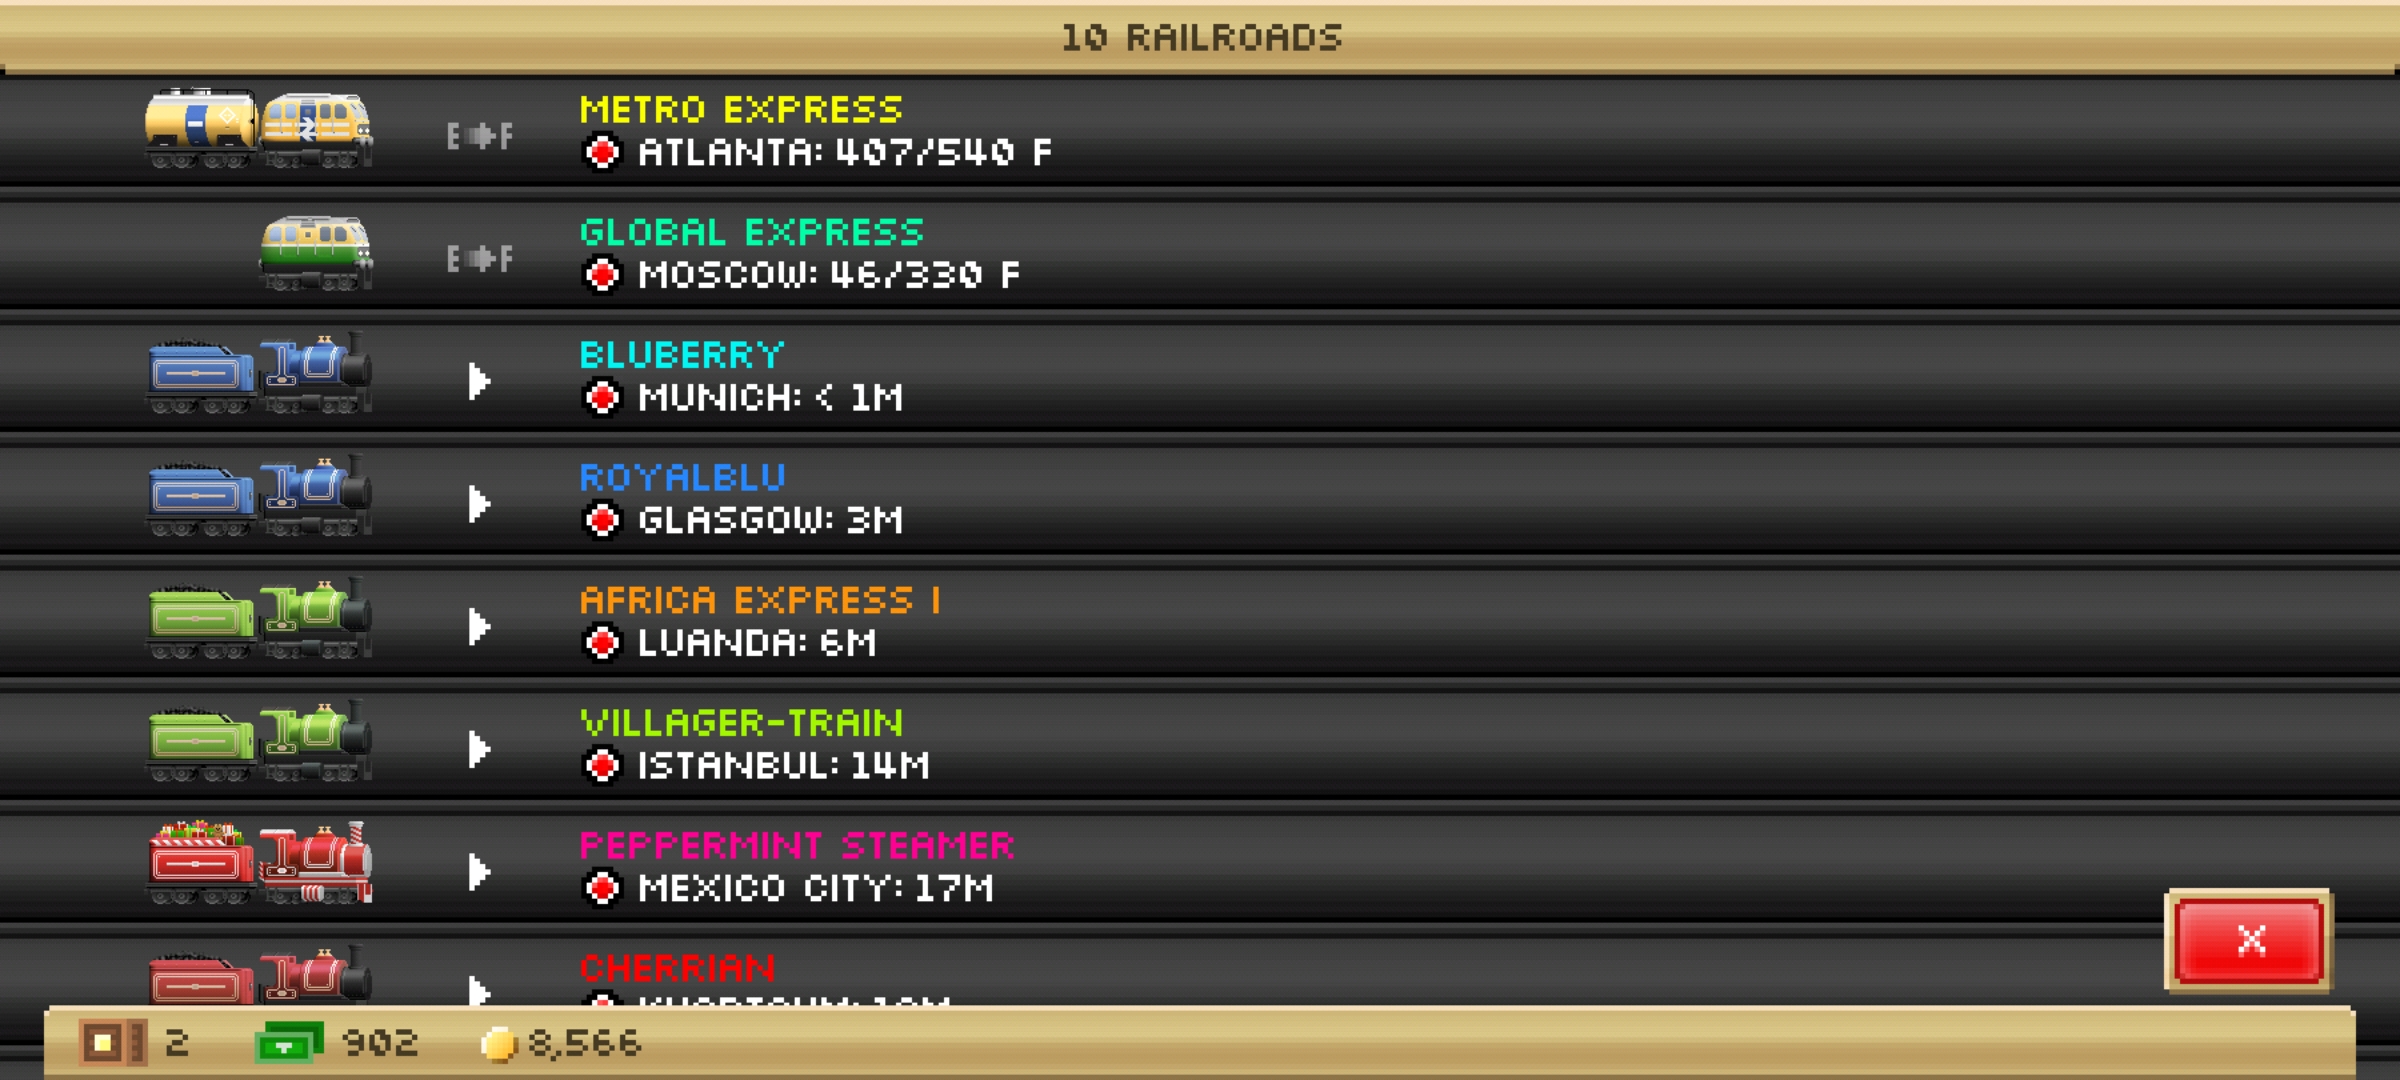 10 RAILROADS
METRO EXPRESS
E F
ATLANTA: 407/540 F
GLOBAL EXPRESS
E F
MOSCOW: 46/330 F
BLUBERRY
MUNICH: < 1M
ROYALBLU
GLASGOW: 3M
AFRICA EXPRESS I
LUANDA: 6M
VILLAGER-TRAIN
ISTANBUL: 14M
PEPPERMINT STEAMER
MEXICO CITY: 17M
CHERRIAN
X
2 902 8,566